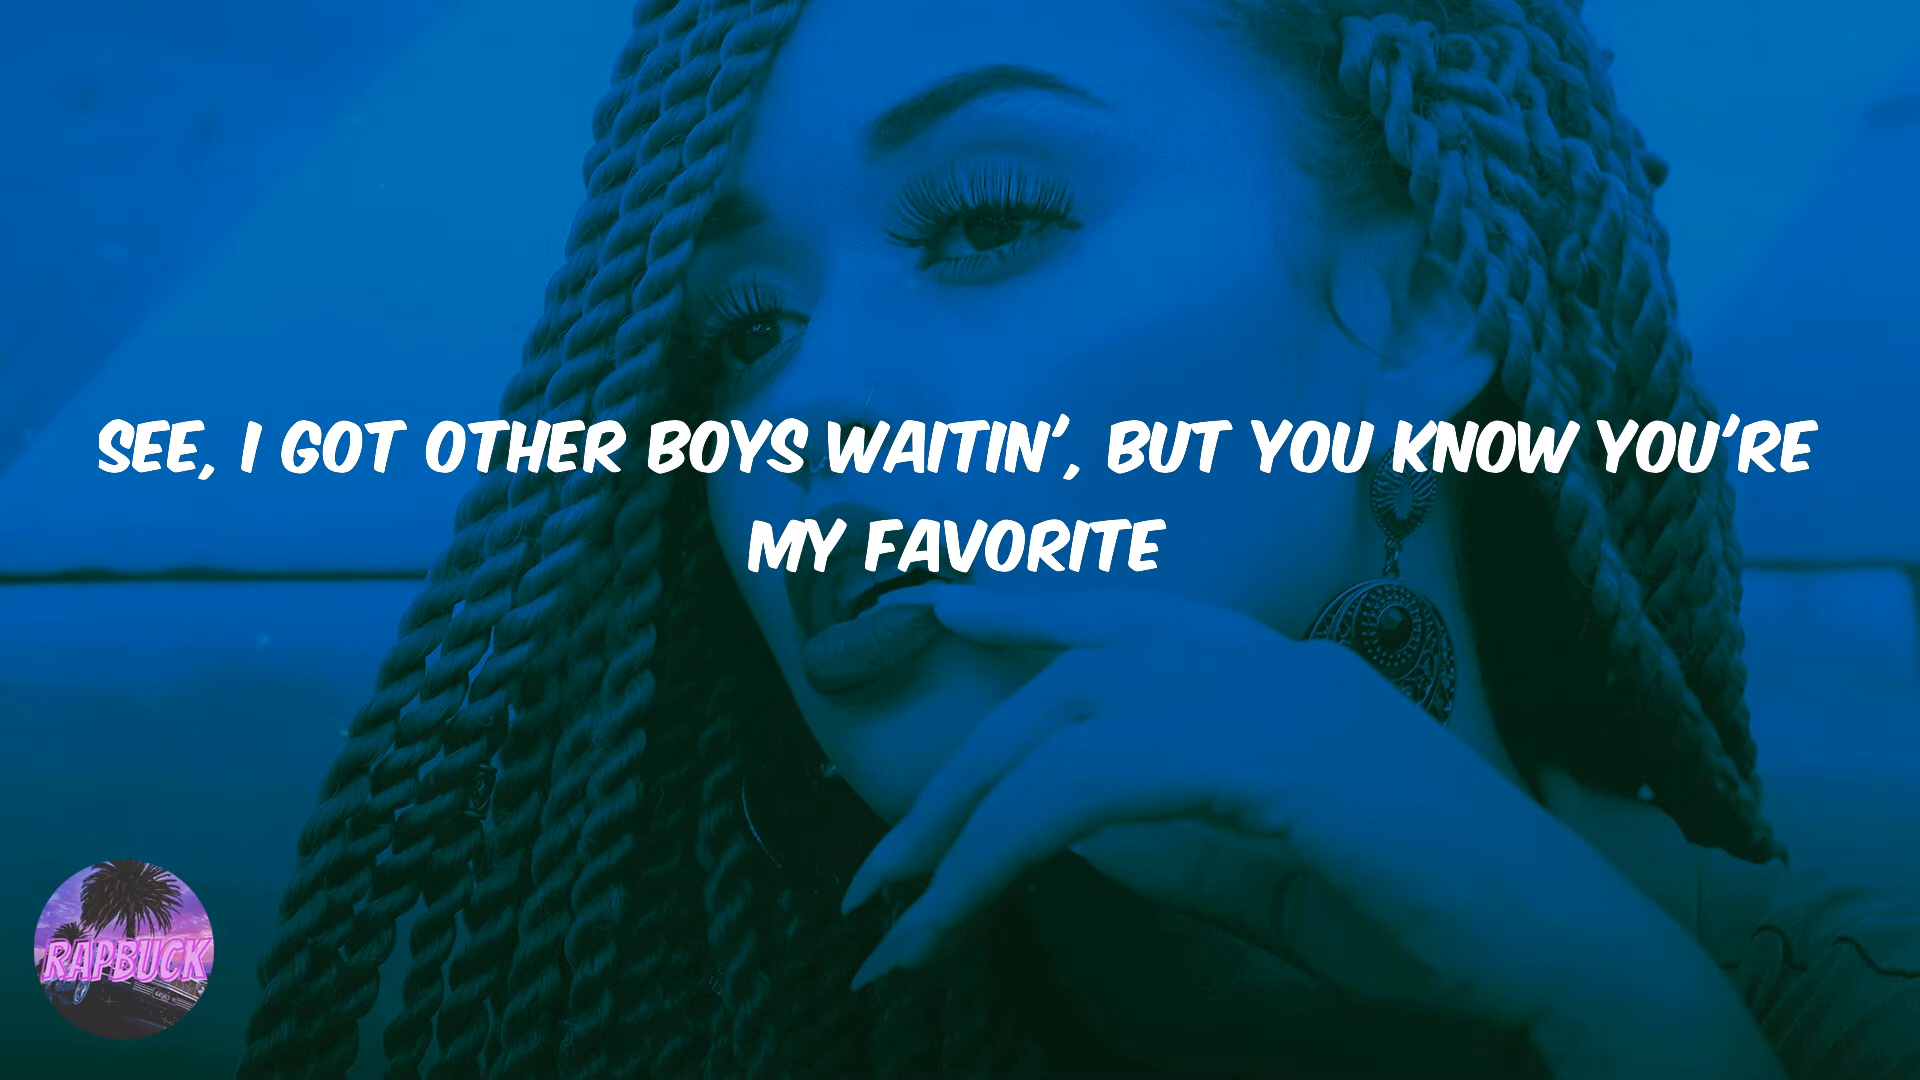 SEE, I GOT OTHER BOYS WAITIN', BUT YOU KNOW YOU'RE
MY FAVORITE
RAPBUCK